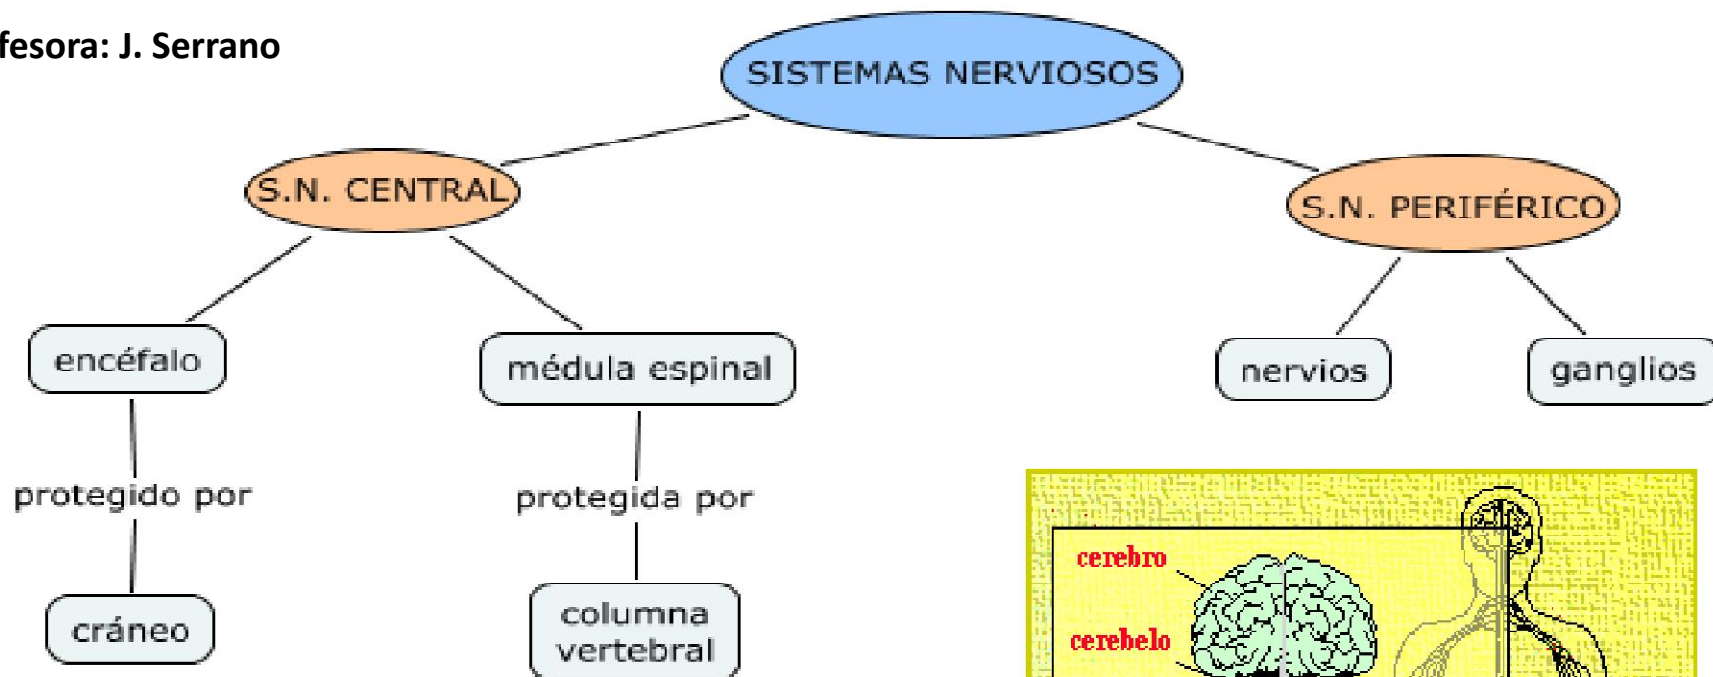 fesora: J. Serrano
SISTEMAS NERVIOSOS
S.N. CENTRAL
S.N. PERIFÉRICO
encéfalo
médula espinal
nervios
ganglios
protegido por
protegida por
cráneo
columna
vertebral
cerebro
cerebelo